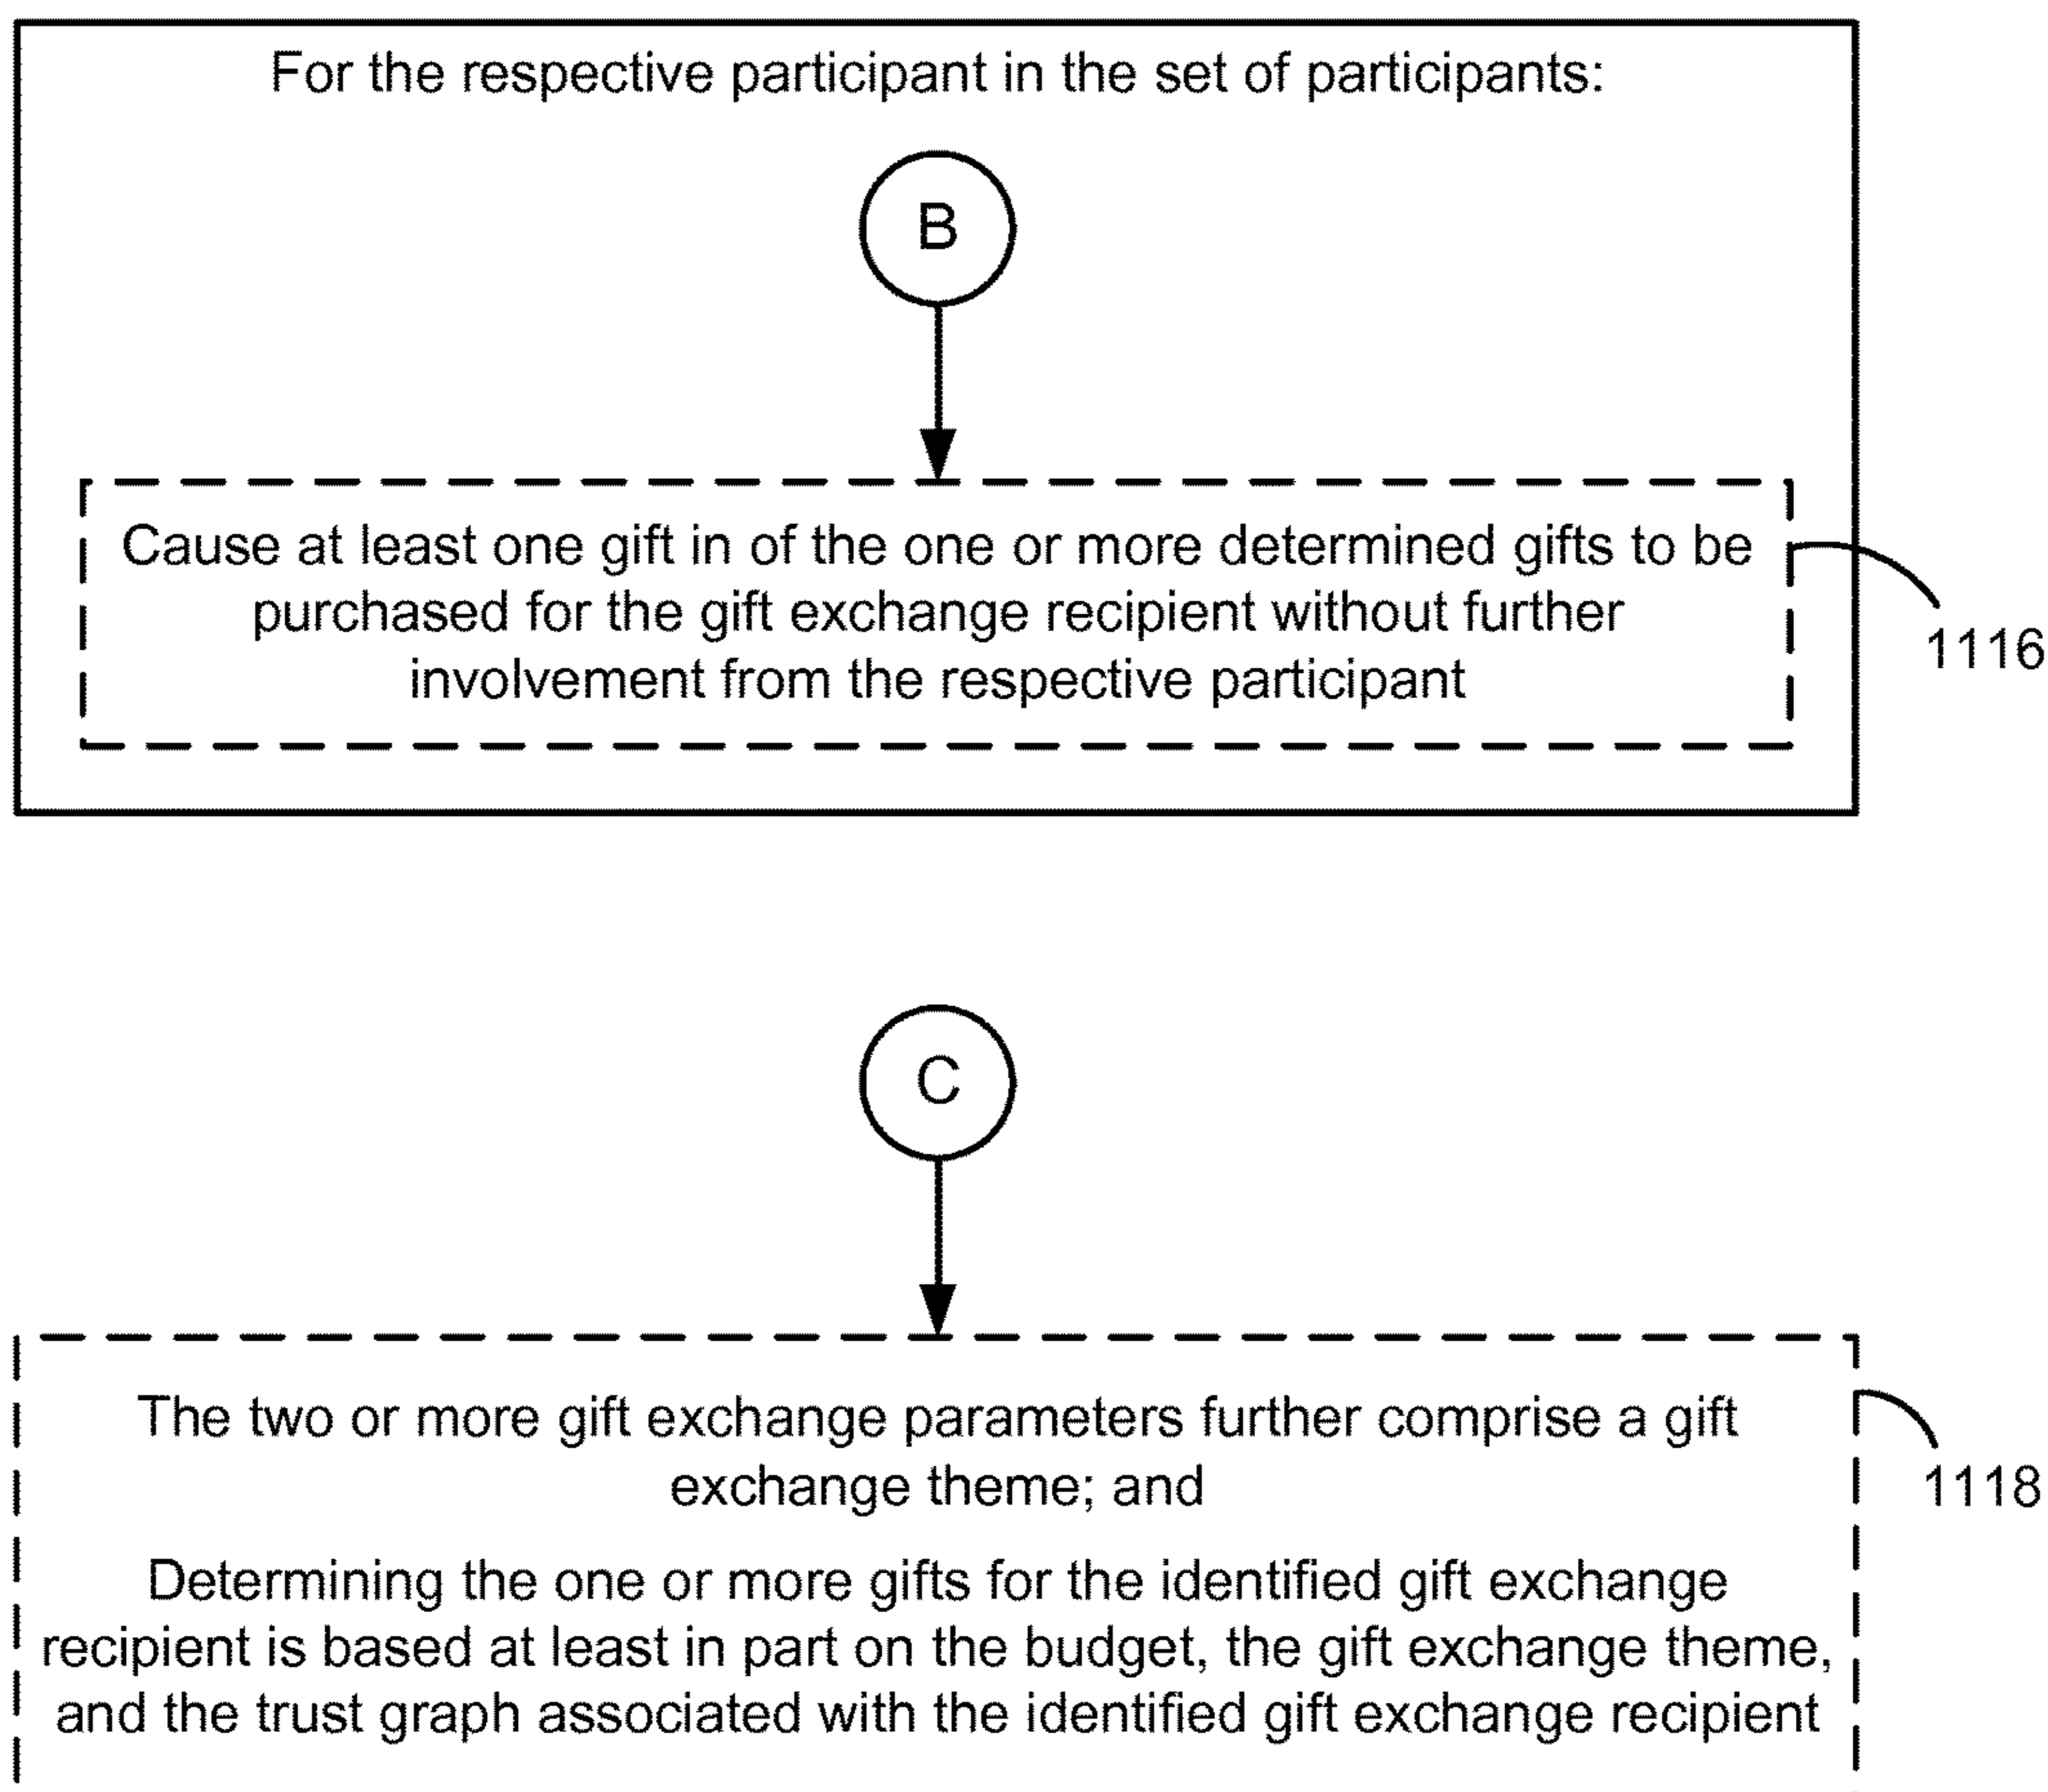 For the respective participant in the set of participants:
B
Cause at least one gift in of the one or more determined gifts to be
purchased for the gift exchange recipient without further
involvement from the respective participant
1116
C
The two or more gift exchange parameters further comprise a gift
exchange theme; and
1118
Determining the one or more gifts for the identified gift exchange
recipient is based at least in part on the budget, the gift exchange theme,
and the trust graph associated with the identified gift exchange recipient